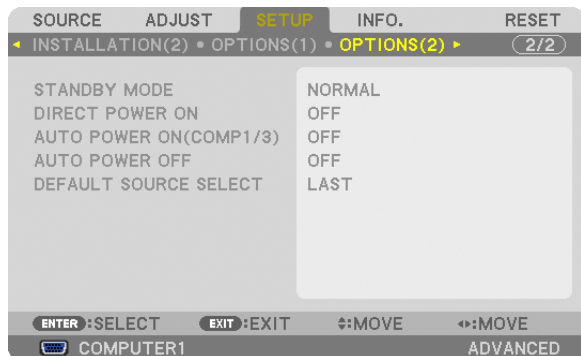 SOURCE ADJUST SETUP INFO. RESET
INSTALLATION(2) • OPTIONS(1) • OPTIONS(2) 2/2
STANDBY MODE NORMAL
DIRECT POWER ON OFF
AUTO POWER ON(COMP1/3) OFF
AUTO POWER OFF OFF
DEFAULT SOURCE SELECT LAST
ENTER:SELECT EXIT:EXIT :MOVE :MOVE
COMPUTER1 ADVANCED